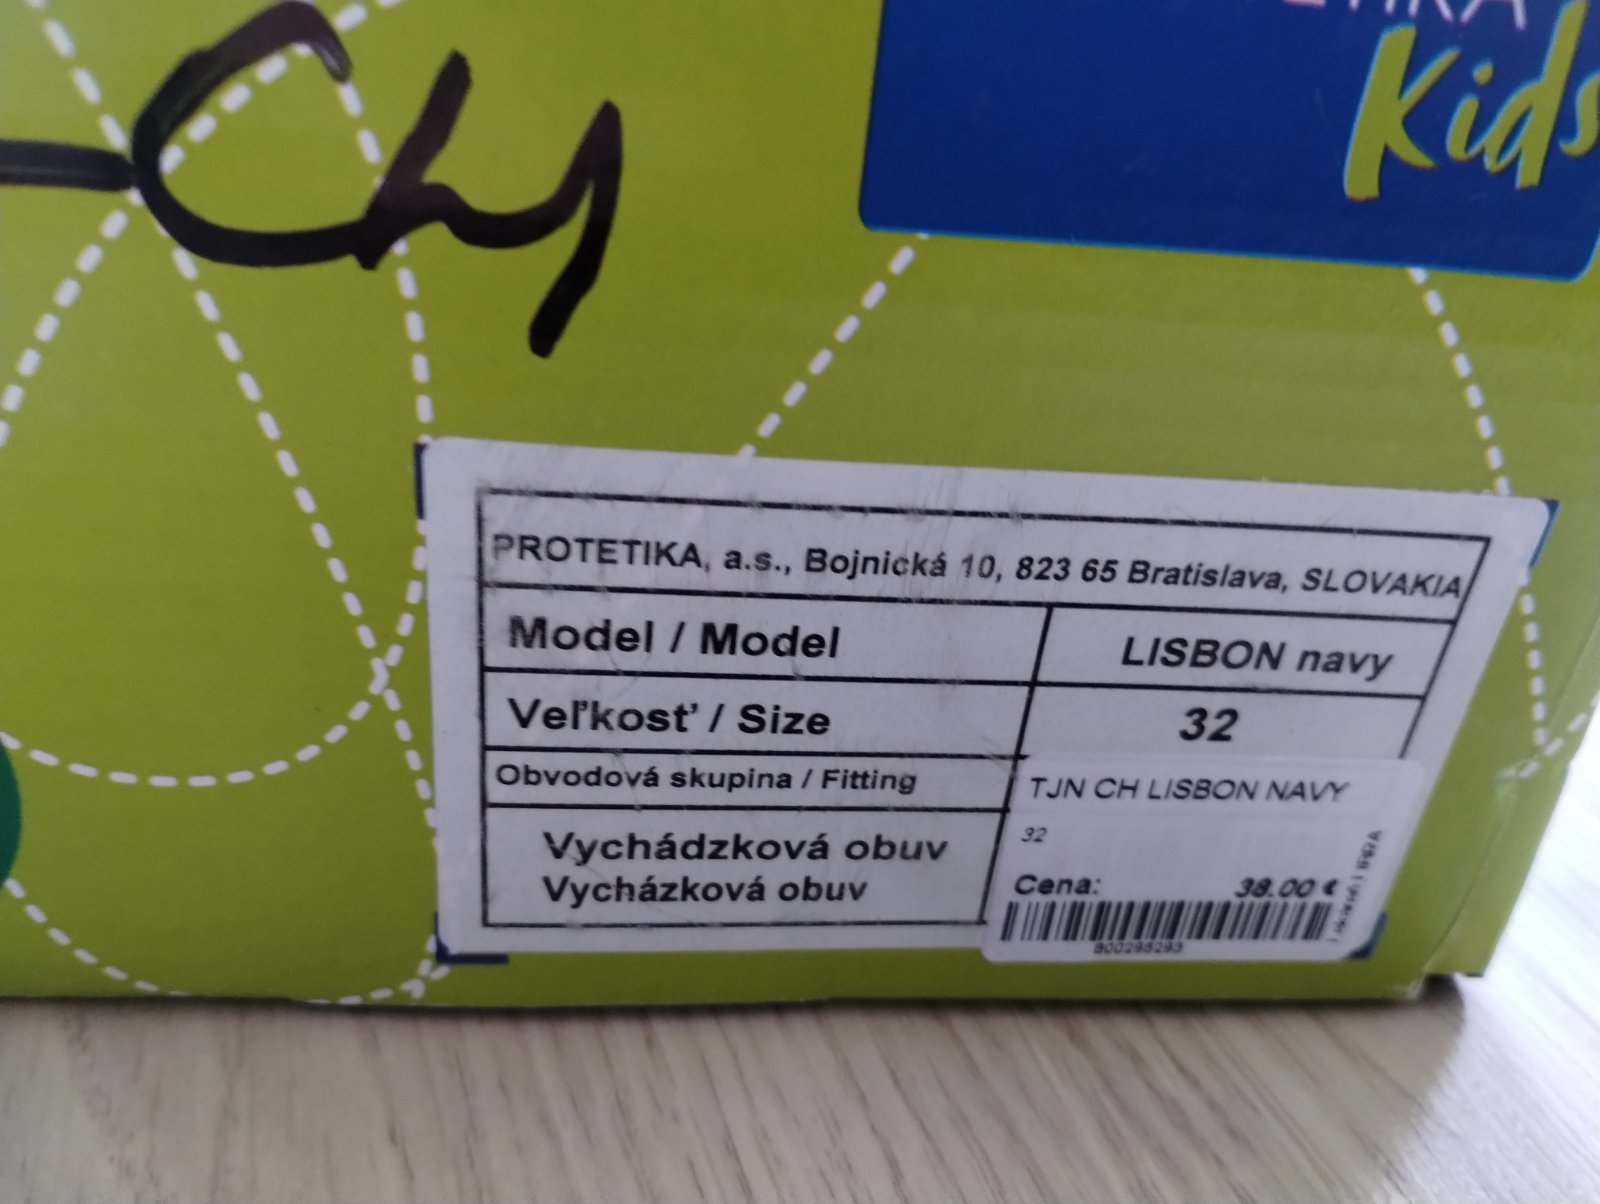 Kids
-Ch
PROTETIKA, a.s., Bojnická 10, 823 65 Bratislava, SLOVAKIA
Model / Model LISBON navy
Veľkosť / Size 32
Obvodová skupina / Fitting
Vychádzková obuv
Vycházková obuv
TJN CH LISBON NAVY
32
Cena: 38.00 €
800295293